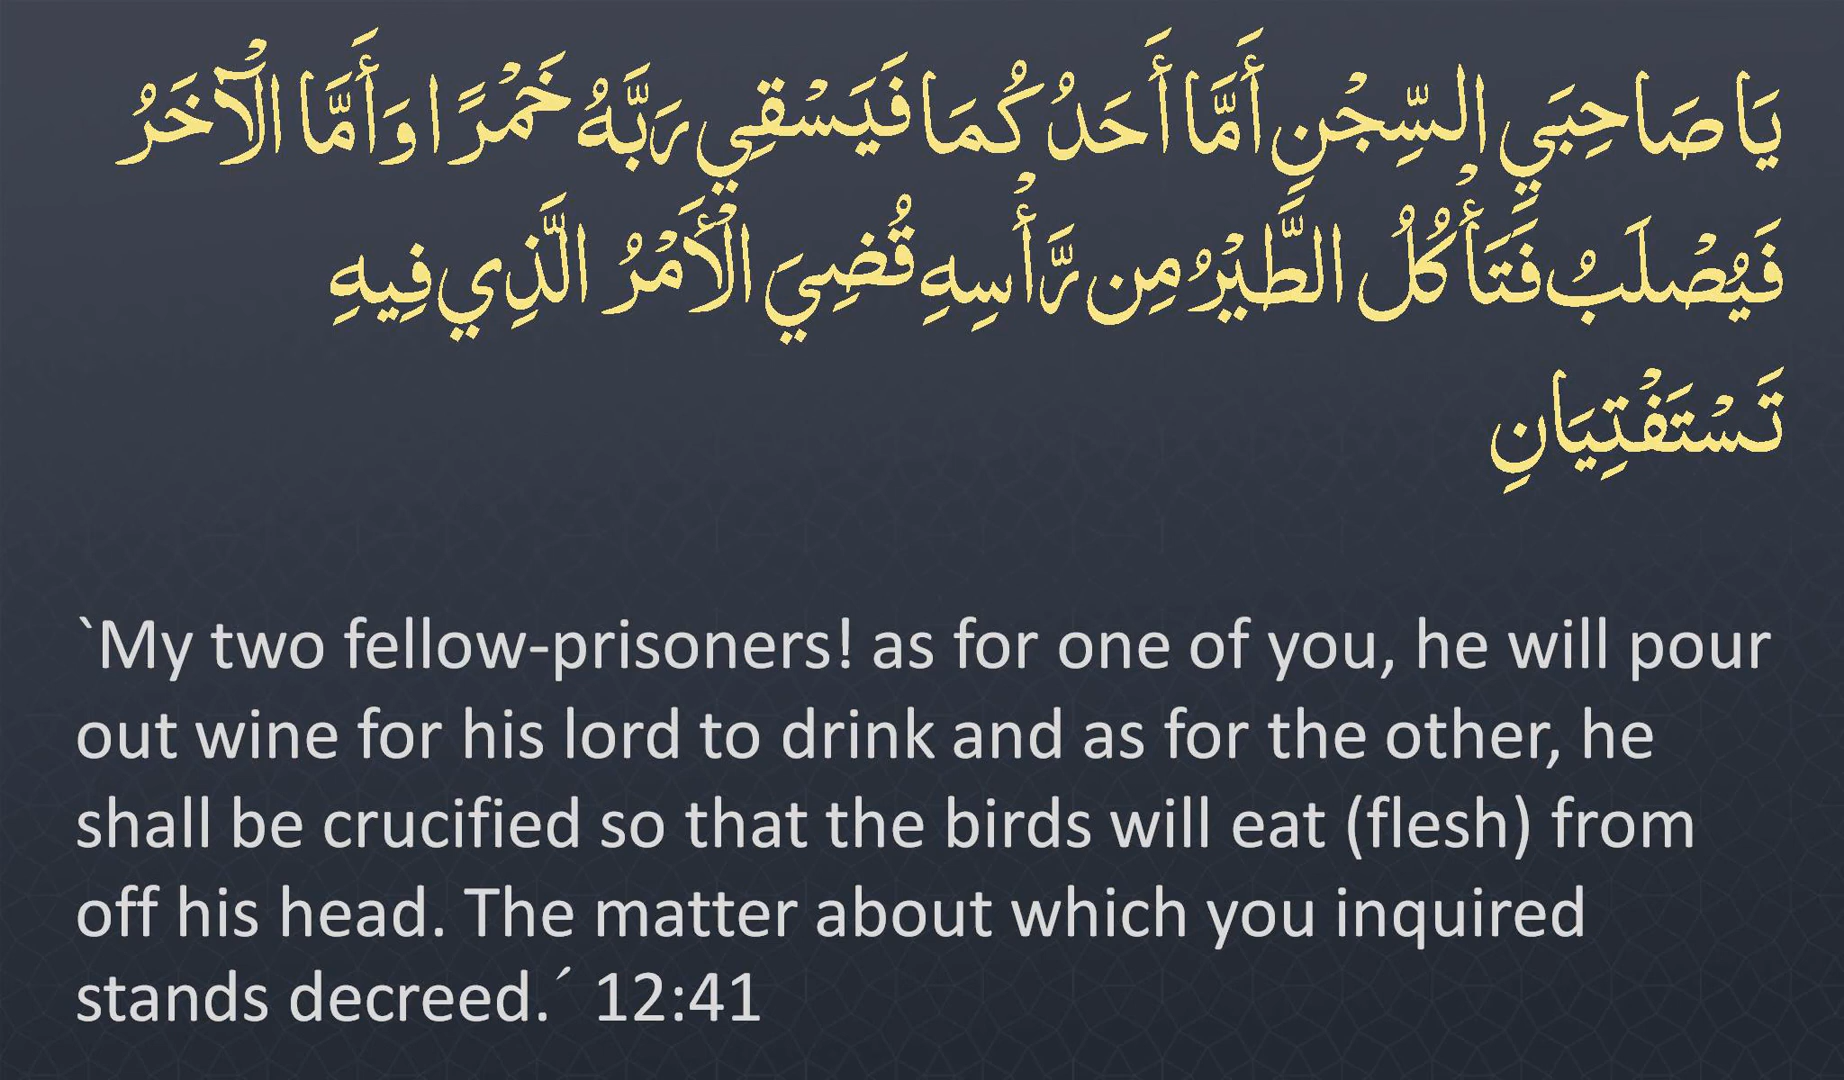 يَا صَاحِبَيِ السِّجْنِ أَمَّا أَحَدُكُمَا فَيَسْقِي رَبَّهُ خَمْرًا وَأَمَّا الْآخَرُ
فَيُصْلَبُ فَتَأْكُلُ الطَّيْرُ مِن رَّأْسِهِ قُضِيَ الْأَمْرُ الَّذِي فِيهِ
تَسْتَفْتِيَانِ
`My two fellow-prisoners! as for one of you, he will pour
out wine for his lord to drink and as for the other, he
shall be crucified so that the birds will eat (flesh) from
off his head. The matter about which you inquired
stands decreed.´ 12:41